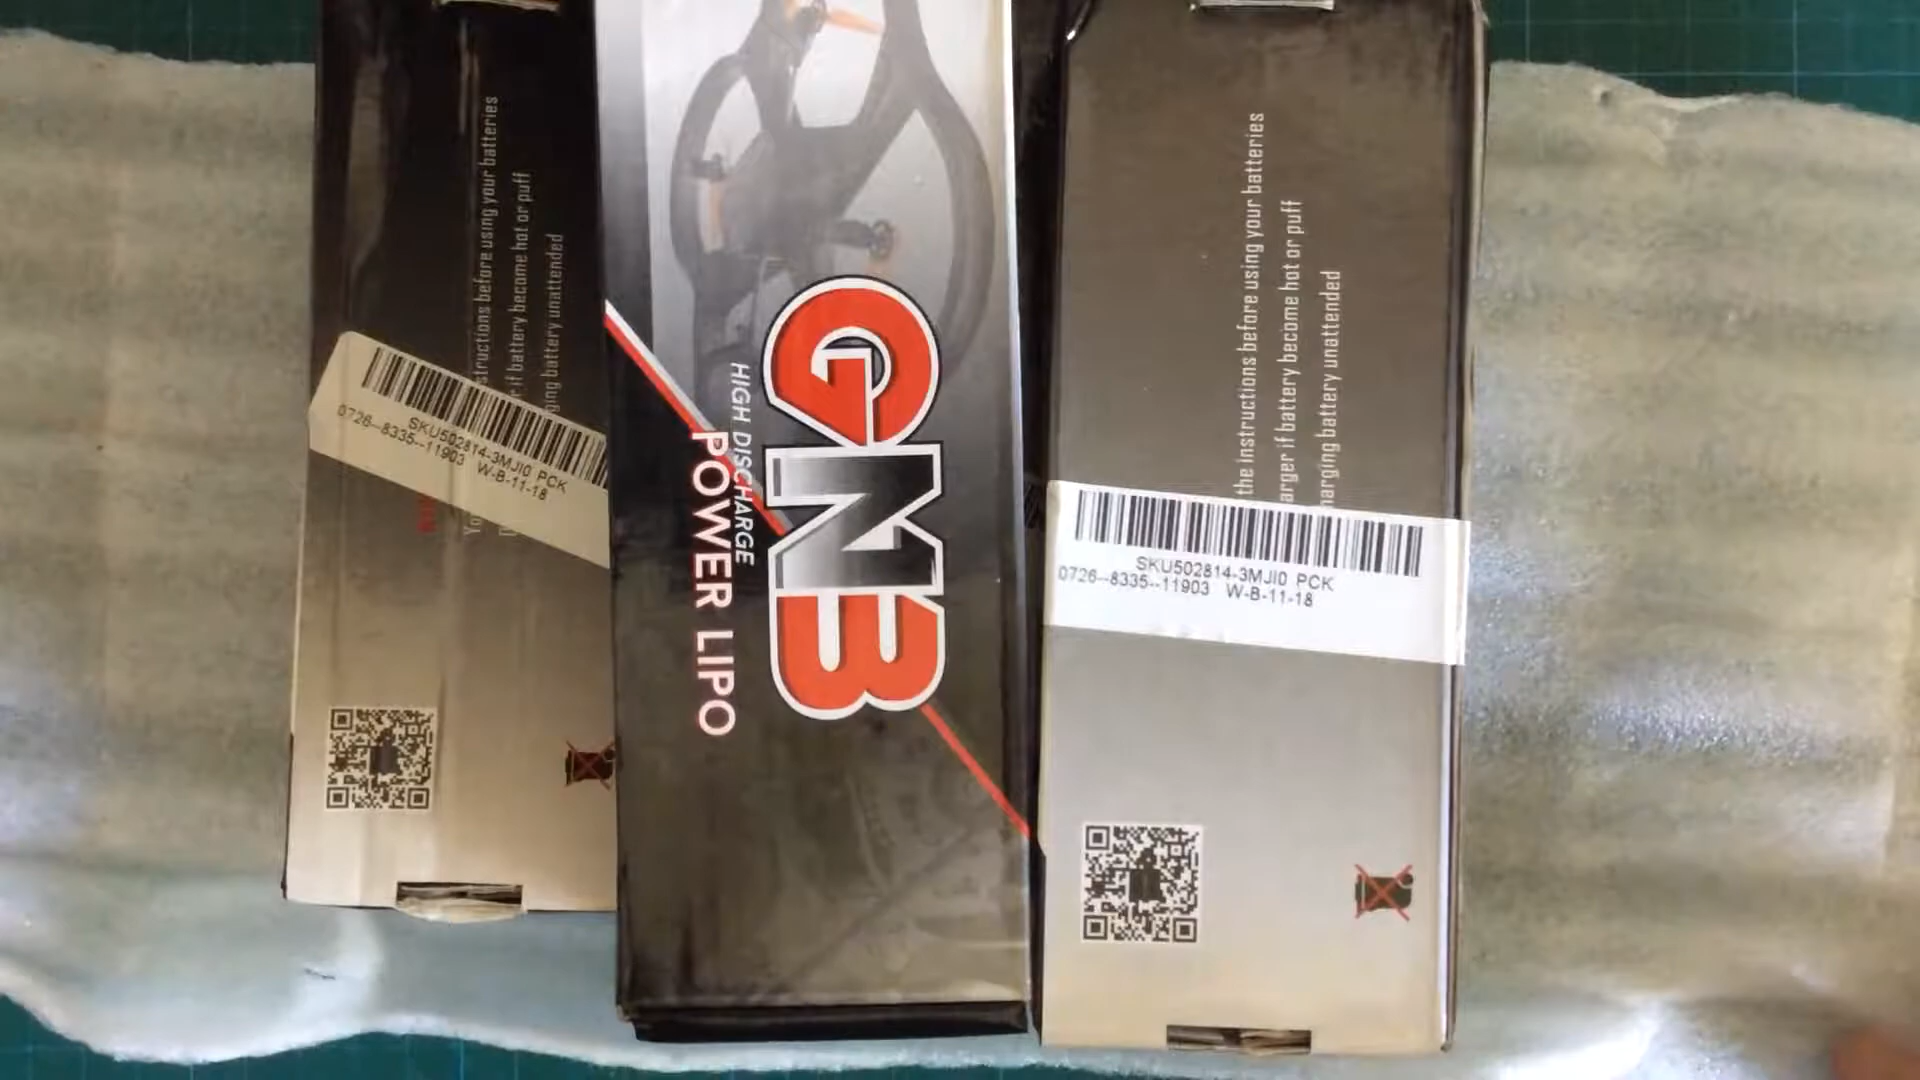 structions before using your batteries
if battery become hot or puff
ging battery unattended
SKU502814-3MJI0 PCK
0726--8335--11903 W-B-11-18
GNB
HIGH DISCHARGE
POWER LIPO
the instructions before using your batteries
arger if battery become hot or puff
harging battery unattended
SKU502814-3MJI0 PCK
0726--8335--11903 W-B-11-18